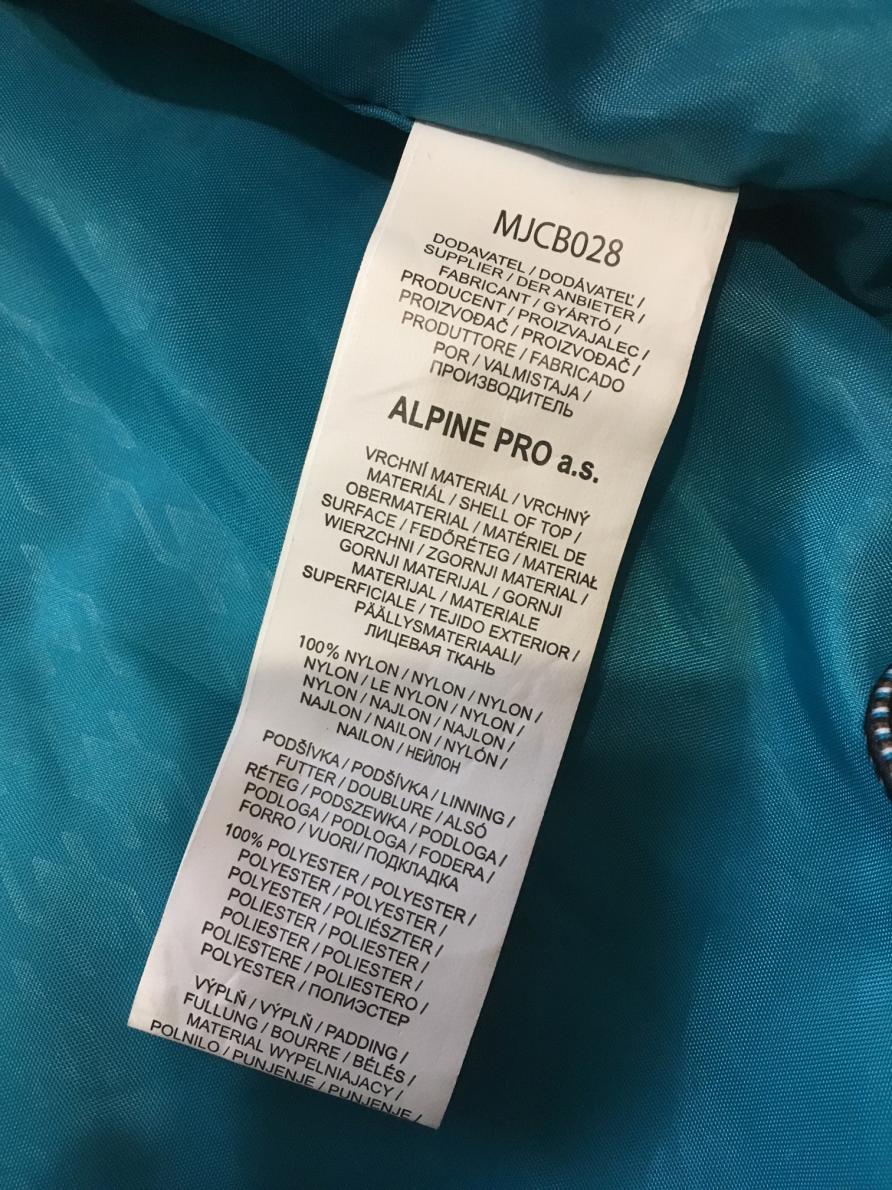 MJCB028
DODAVATEL / DODÁVATEĽ /
SUPPLIER / DER ANBIETER /
FABRICANT / GYÁRTÓ /
PRODUCENT / PROIZVAJALEC /
PROIZVOĐAČ / PROIZVOĐAČ /
PRODUTTORE / FABRICADO
POR / VALMISTAJA /
ПРОИЗВОДИТЕЛЬ
ALPINE PRO a.s.
VRCHNÍ MATERIÁL / VRCHNÝ
MATERIÁL / SHELL OF TOP /
OBERMATERIAL / MATÉRIEL DE
SURFACE / FEDŐRÉTEG / MATERIAŁ
WIERZCHNI / ZGORNJI MATERIAL /
GORNJI MATERIJAL / GORNJI
MATERIJAL / MATERIALE
SUPERFICIALE / TEJIDO EXTERIOR /
PÄÄLLYSMATERIAALI/
ЛИЦЕВАЯ ТКАНЬ
100% NYLON / NYLON / NYLON /
NYLON / LE NYLON / NYLON /
NYLON / NAJLON / NAJLON /
NAJLON / NAILON / NYLÓN /
NAILON / НЕЙЛОН
PODŠÍVKA / PODŠÍVKA / LINNING /
FUTTER / DOUBLURE / ALSÓ
RÉTEG / PODSZEWKA / PODLOGA /
PODLOGA / PODLOGA / FODERA /
FORRO / VUORI / ПОДКЛАДКА
100% POLYESTER / POLYESTER /
POLYESTER / POLYESTER /
POLYESTER / POLIÉSZTER /
POLIESTER / POLIESTER /
POLIESTER / POLIESTER /
POLIESTERE / POLIESTERO /
POLYESTER / ПОЛИЭСТЕР
VÝPLŇ / VÝPLŇ / PADDING /
FULLUNG / BOURRE / BÉLÉS /
MATERIAL WYPELNIAJACY /
POLNILO / PUNJENJE / PUNJENJE /